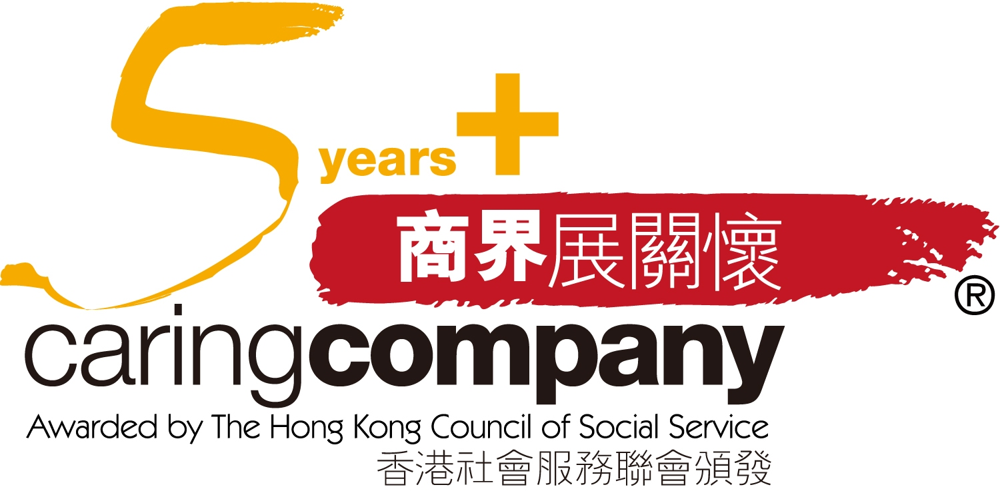 5 years+
商界展關懷
®
caringcompany
Awarded by The Hong Kong Council of Social Service
香港社會服務聯會頒發